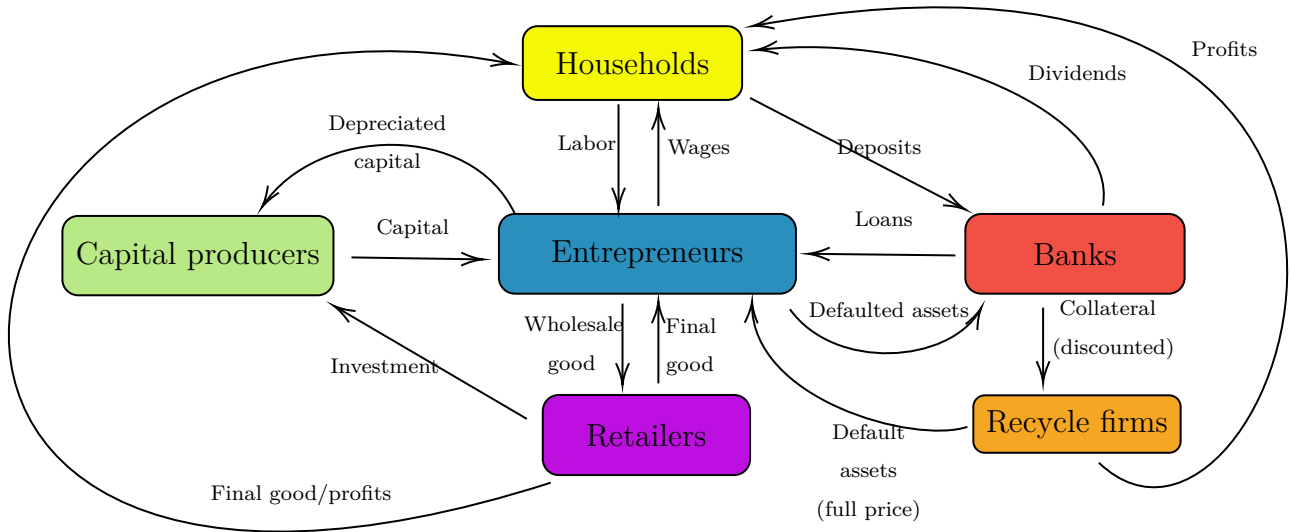 Households
Profits
Dividends
Depreciated
capital
Labor
Wages
Deposits
Capital producers
Capital
Entrepreneurs
Loans
Banks
Wholesale
good
Final
good
Defaulted assets
Collateral
(discounted)
Investment
Retailers
Recycle firms
Default
assets
(full price)
Final good/profits